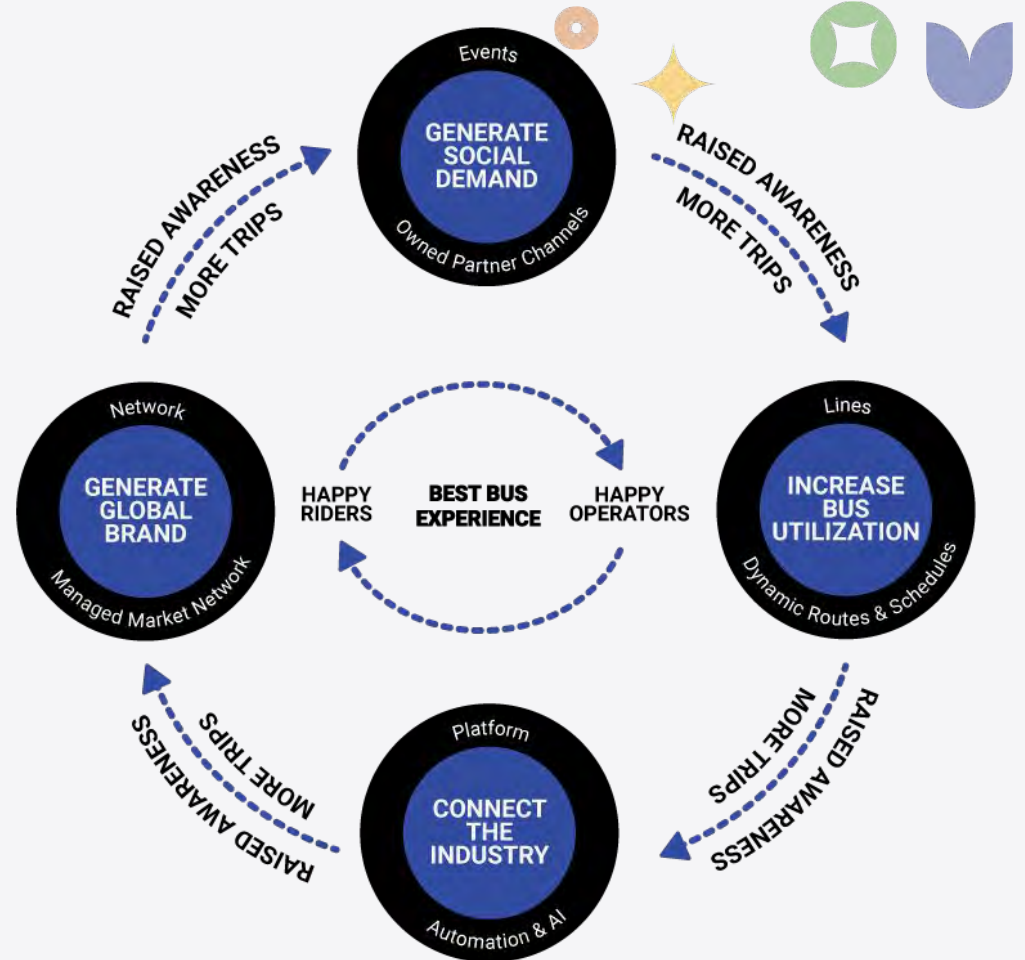 Events
GENERATE
SOCIAL
DEMAND
Owned Partner Channels
RAISED AWARENESS
MORE TRIPS
RAISED AWARENESS
MORE TRIPS
Network
GENERATE
GLOBAL
BRAND
Managed Market Network
HAPPY
RIDERS
BEST BUS
EXPERIENCE
HAPPY
OPERATORS
Lines
INCREASE
BUS
UTILIZATION
Dynamic Routes & Schedules
MORE TRIPS
RAISED AWARENESS
MORE TRIPS
RAISED AWARENESS
Platform
CONNECT
THE
INDUSTRY
Automation & AI